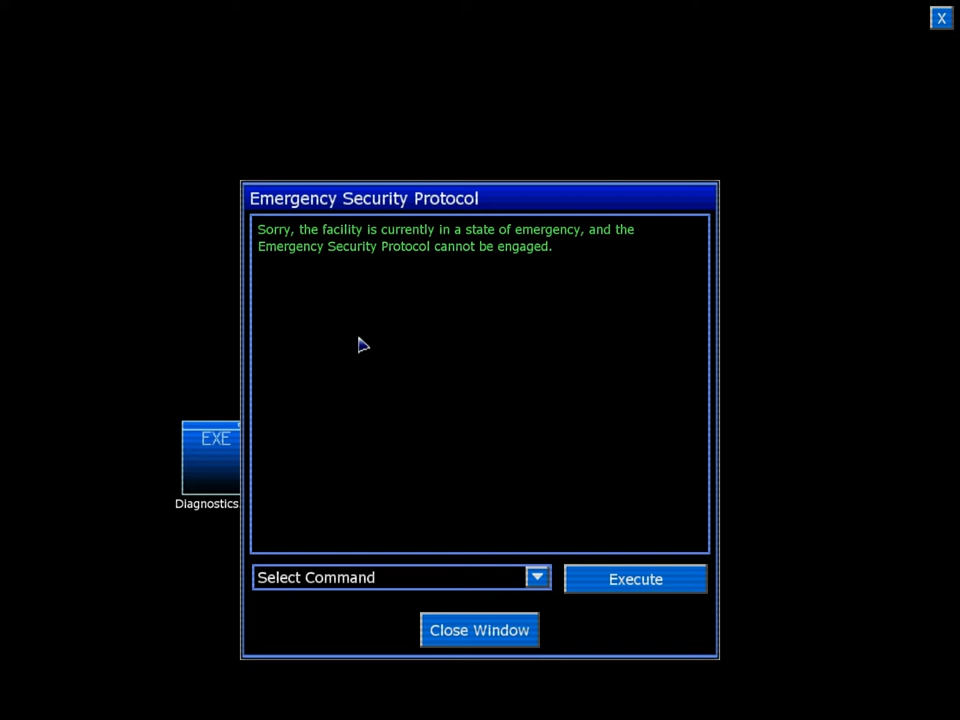 X
Emergency Security Protocol
Sorry, the facility is currently in a state of emergency, and the
Emergency Security Protocol cannot be engaged.
EXE
Diagnostics
Select Command
Execute
Close Window